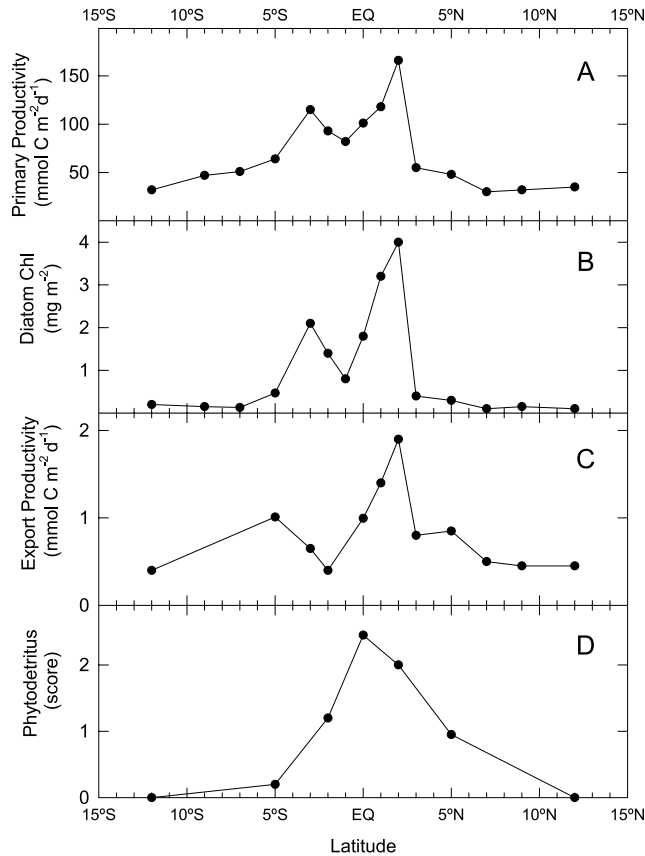 15ºS 10ºS 5ºS EQ 5ºN 10ºN 15ºN
A
Primary Productivity
(mmol C m⁻²d⁻¹)
150
100
50
B
Diatom Chl
(mg m⁻²)
4
3
2
1
C
Export Productivity
(mmol C m⁻² d⁻¹)
2
1
0
D
Phytodetritus
(score)
2
1
0
15ºS 10ºS 5ºS EQ 5ºN 10ºN 15ºN
Latitude